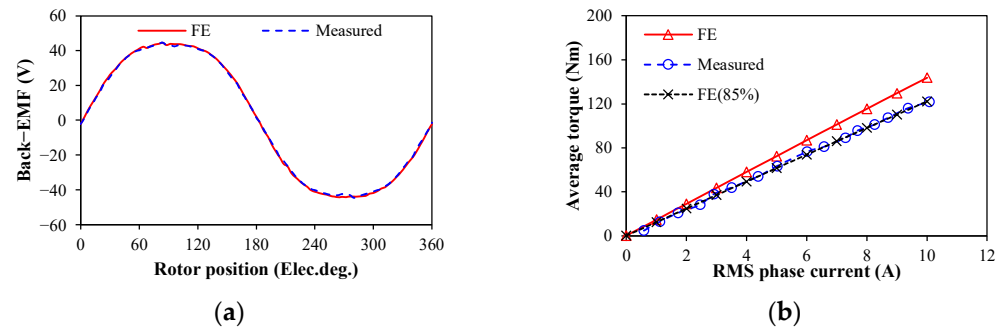 FE
Measured
Back−EMF (V)
60
40
20
0
−20
−40
−60
0
60
120
180
240
300
360
Rotor position (Elec.deg.)
(a)
FE
Measured
FE(85%)
Average torque (Nm)
200
160
120
80
40
0
0
2
4
6
8
10
12
RMS phase current (A)
(b)